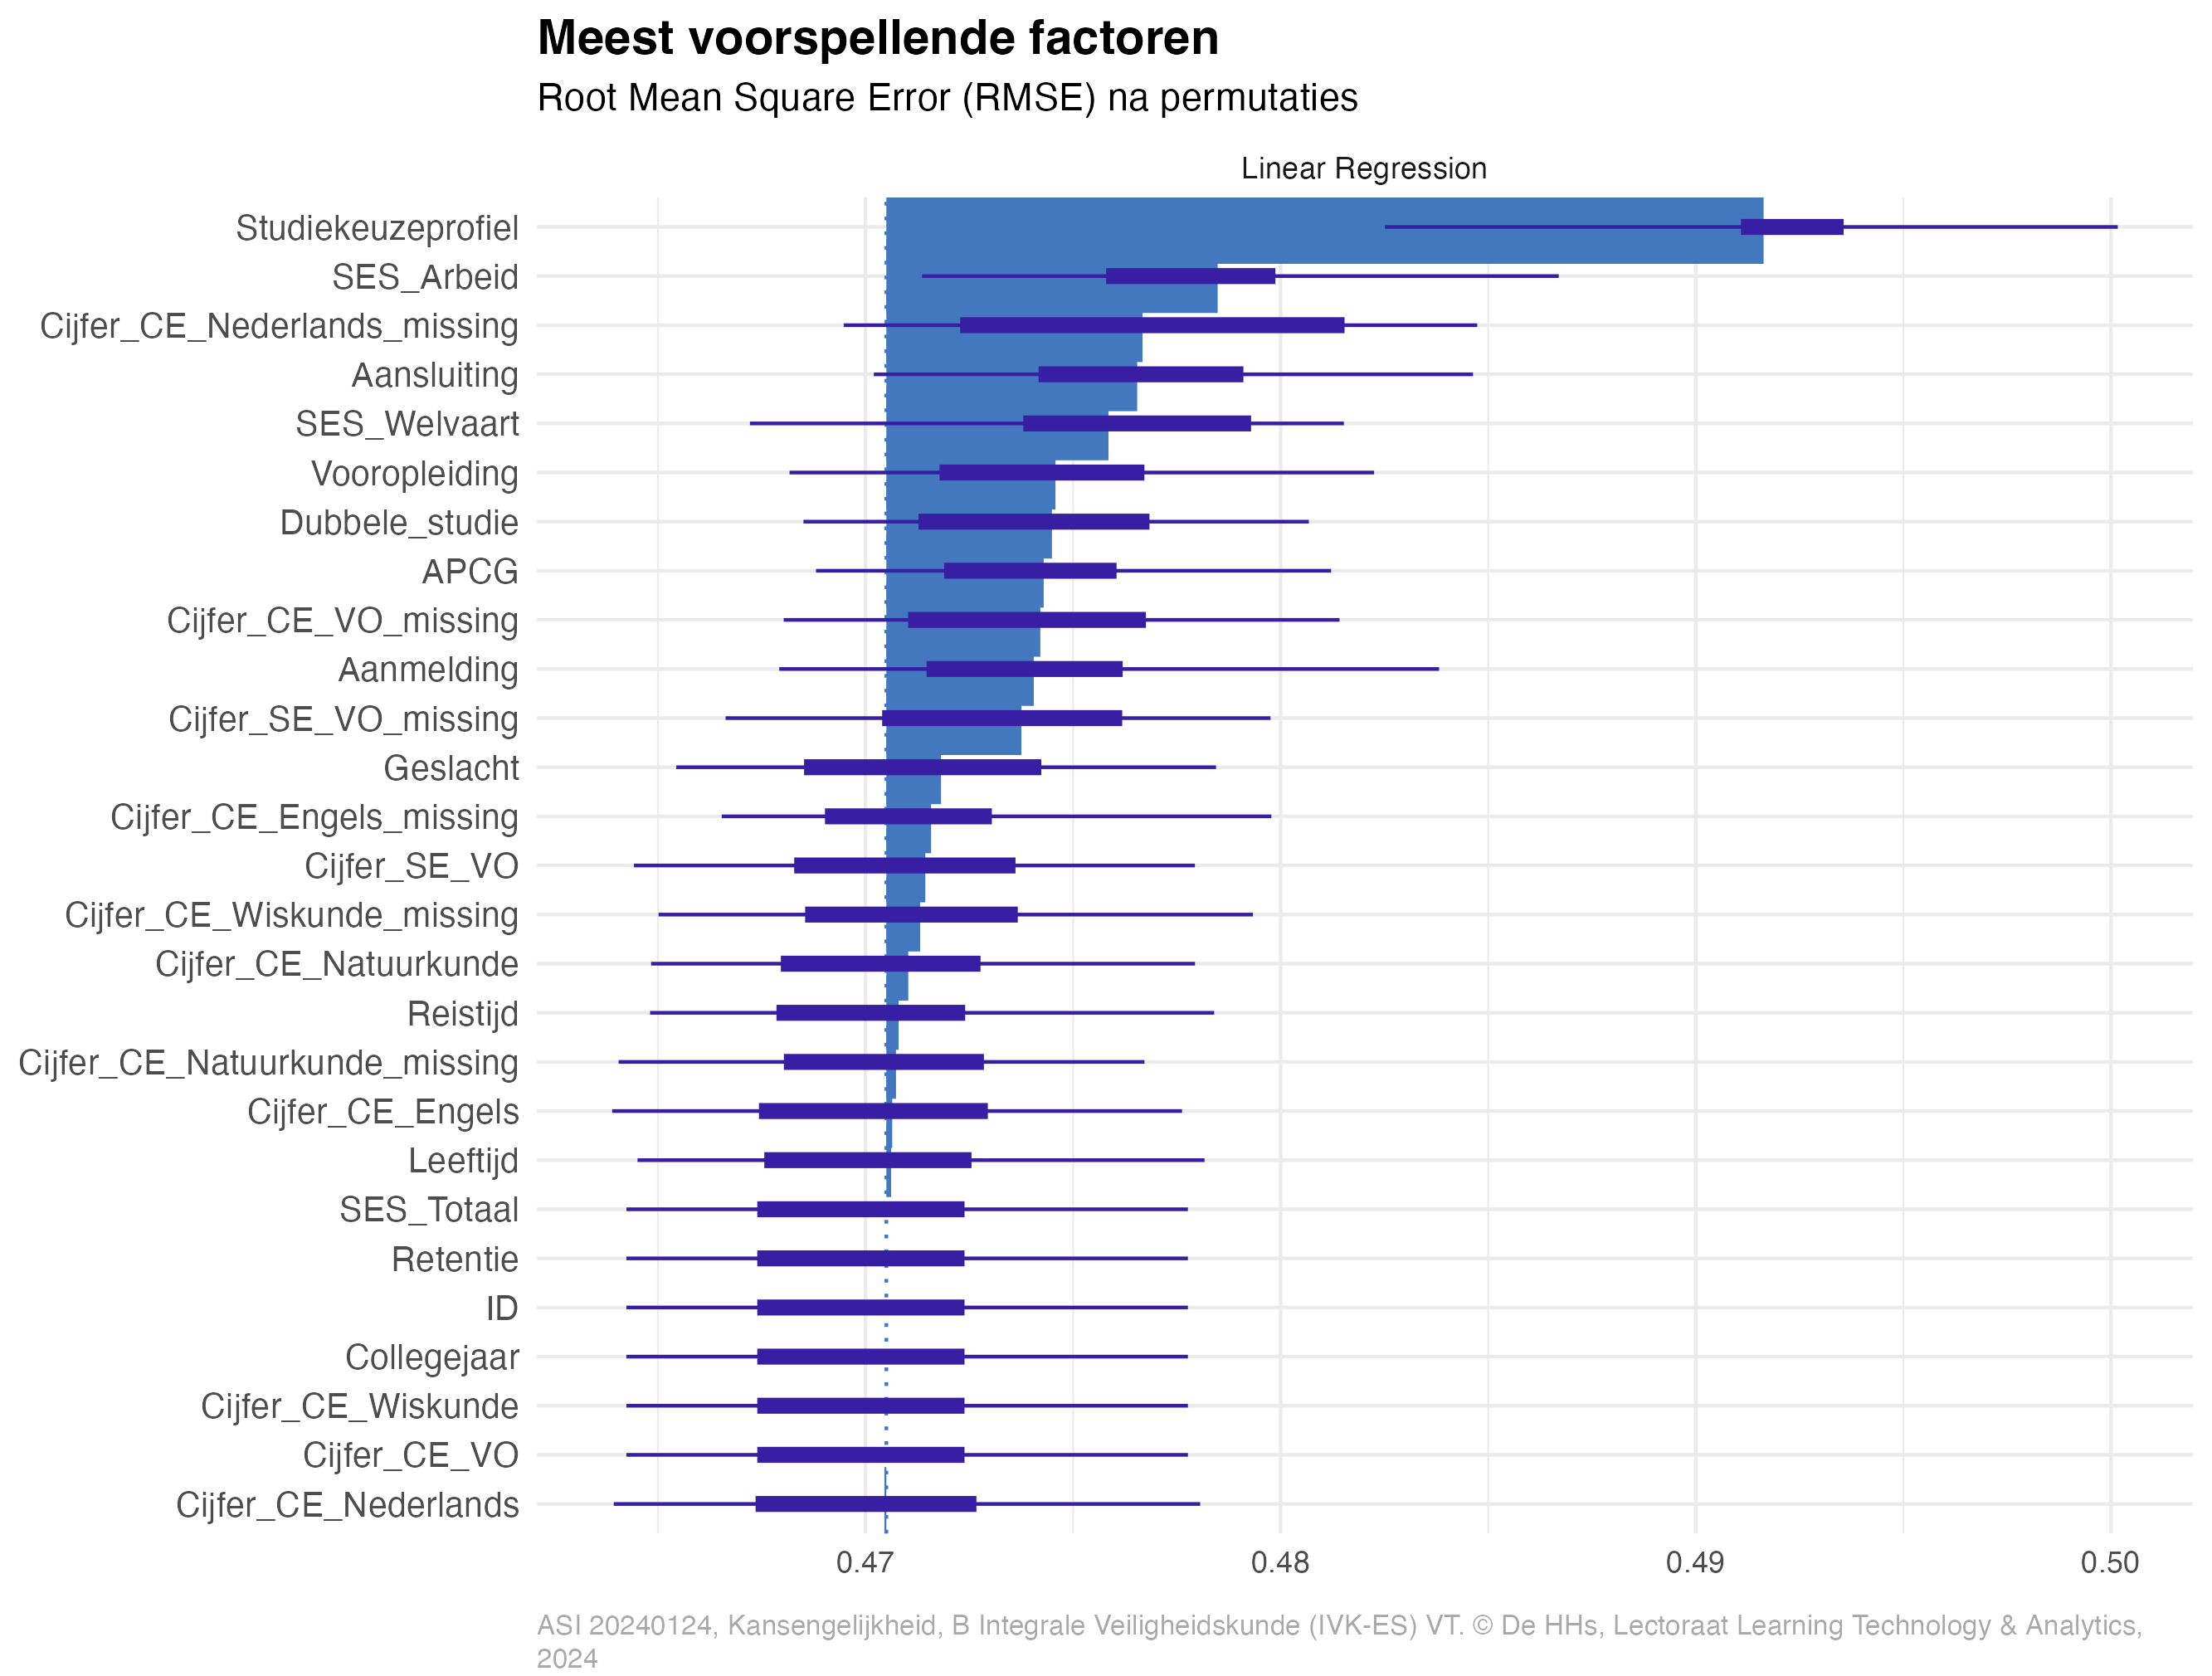 Meest voorspellende factoren
Root Mean Square Error (RMSE) na permutaties
Linear Regression
Studiekeuzeprofiel
SES_Arbeid
Cijfer_CE_Nederlands_missing
Aansluiting
SES_Welvaart
Vooropleiding
Dubbele_studie
APCG
Cijfer_CE_VO_missing
Aanmelding
Cijfer_SE_VO_missing
Geslacht
Cijfer_CE_Engels_missing
Cijfer_SE_VO
Cijfer_CE_Wiskunde_missing
Cijfer_CE_Natuurkunde
Reistijd
Cijfer_CE_Natuurkunde_missing
Cijfer_CE_Engels
Leeftijd
SES_Totaal
Retentie
ID
Collegejaar
Cijfer_CE_Wiskunde
Cijfer_CE_VO
Cijfer_CE_Nederlands
0.47 0.48 0.49 0.50
ASI 20240124, Kansengelijkheid, B Integrale Veiligheidskunde (IVK-ES) VT. © De HHs, Lectoraat Learning Technology & Analytics,
2024